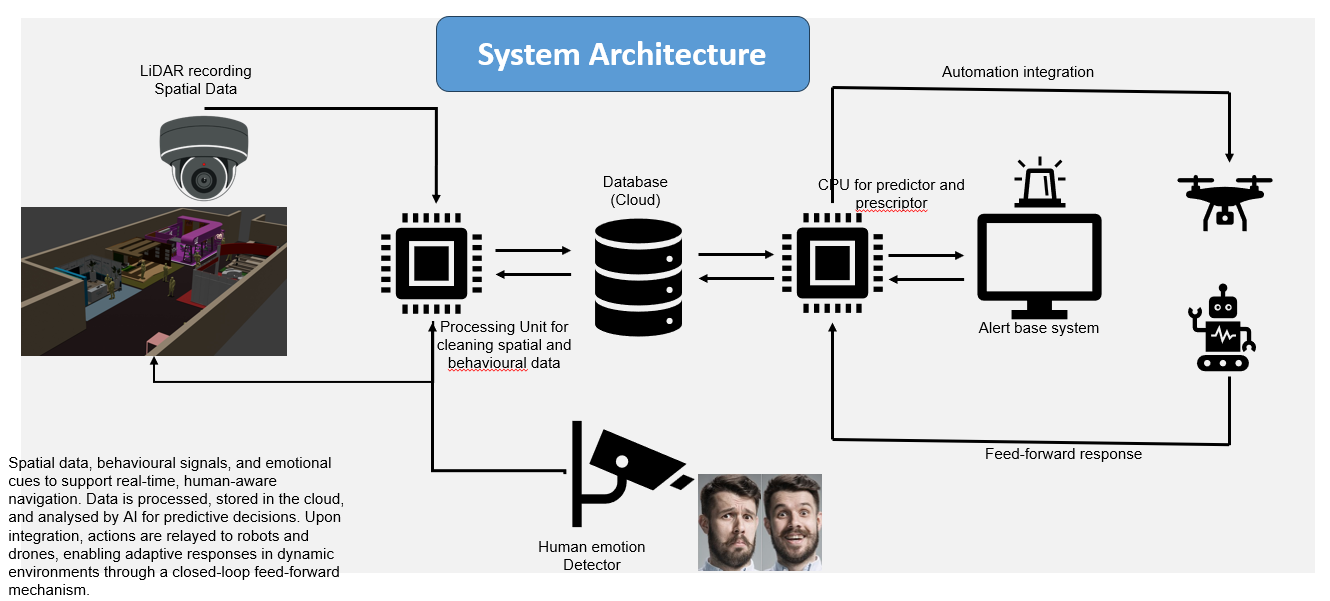 System Architecture
LiDAR recording
Spatial Data
Automation integration
Database
(Cloud)
CPU for predictor and
prescriptor
Processing Unit for
cleaning spatial and
behavioural data
Alert base system
Feed-forward response
Human emotion
Detector
Spatial data, behavioural signals, and emotional
cues to support real-time, human-aware
navigation. Data is processed, stored in the cloud,
and analysed by AI for predictive decisions. Upon
integration, actions are relayed to robots and
drones, enabling adaptive responses in dynamic
environments through a closed-loop feed-forward
mechanism.